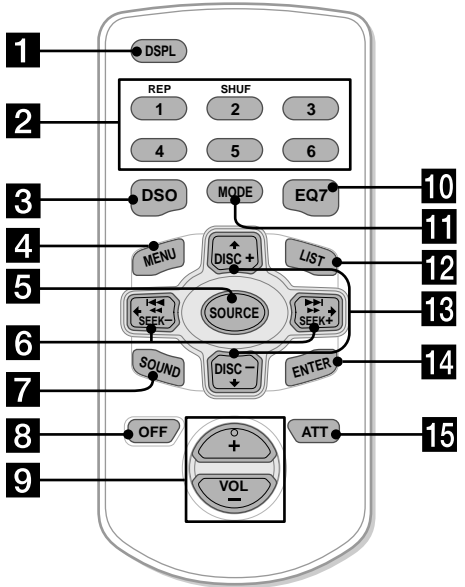 1 DSPL
REP SHUF
2 1 2 3
4 5 6
3 DSO MODE EQ7 10
11
4 MENU DISC + LIST 12
5 SOURCE 13
6 SEEK– SEEK+
7 SOUND DISC – ENTER 14
8 OFF ATT 15
9 +
VOL
–